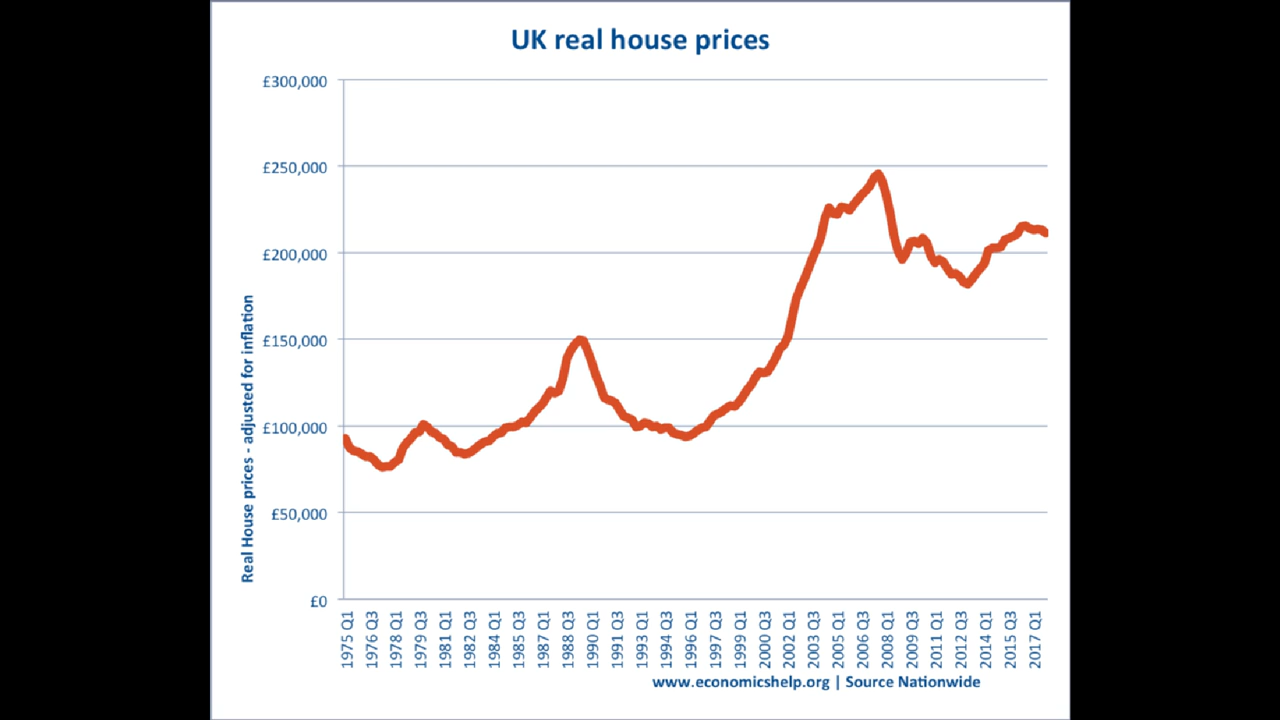 UK real house prices
£300,000
£250,000
£200,000
£150,000
£100,000
£50,000
£0
Real House prices - adjusted for inflation
1975 Q1
1976 Q3
1978 Q1
1979 Q3
1981 Q1
1982 Q3
1984 Q1
1985 Q3
1987 Q1
1988 Q3
1990 Q1
1991 Q3
1993 Q1
1994 Q3
1996 Q1
1997 Q3
1999 Q1
2000 Q3
2002 Q1
2003 Q3
2005 Q1
2006 Q3
2008 Q1
2009 Q3
2011 Q1
2012 Q3
2014 Q1
2015 Q3
2017 Q1
www.economicshelp.org | Source Nationwide